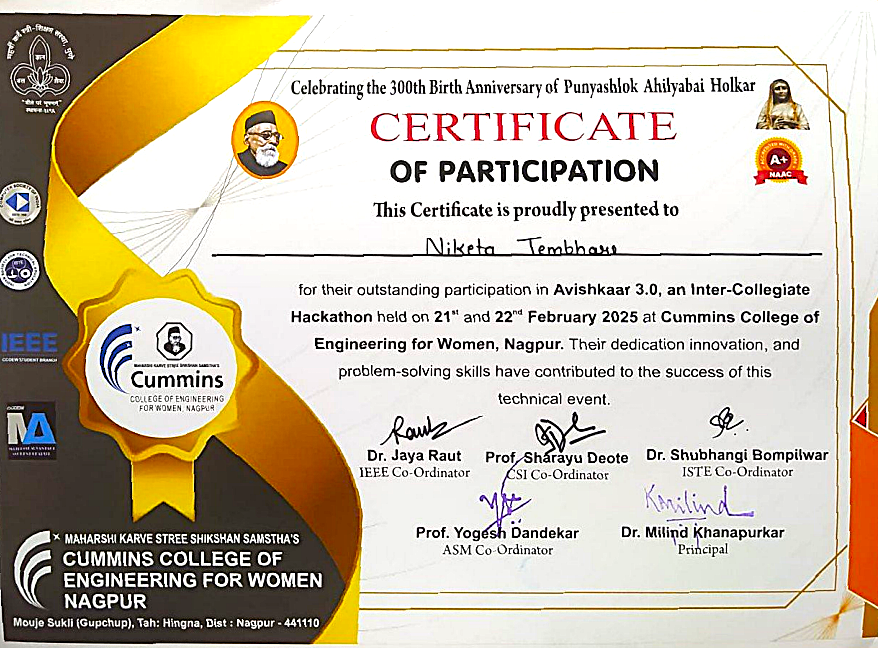 Celebrating the 300th Birth Anniversary of Punyashlok Ahilyabai Holkar
CERTIFICATE
OF PARTICIPATION
A+
NAAC
This Certificate is proudly presented to
Niketa Tembhare
for their outstanding participation in Avishkaar 3.0, an Inter-Collegiate
Hackathon held on 21st and 22nd February 2025 at Cummins College of
Engineering for Women, Nagpur. Their dedication innovation, and
problem-solving skills have contributed to the success of this
technical event.
IEEE
CCOEW STUDENT BRANCH
MA
MAHARSHI KARVE STREE SHIKSHAN SAMSTHA'S
Cummins
COLLEGE OF ENGINEERING
FOR WOMEN, NAGPUR
Dr. Jaya Raut
IEEE Co-Ordinator
Prof. Sharayu Deote
CSI Co-Ordinator
Dr. Shubhangi Bompilwar
ISTE Co-Ordinator
Prof. Yogesh Dandekar
ASM Co-Ordinator
Kmilind
Dr. Milind Khanapurkar
Principal
MAHARSHI KARVE STREE SHIKSHAN SAMSTHA'S
CUMMINS COLLEGE OF
ENGINEERING FOR WOMEN
NAGPUR
Mouje Sukli (Gupchup), Tah: Hingna, Dist : Nagpur - 441110